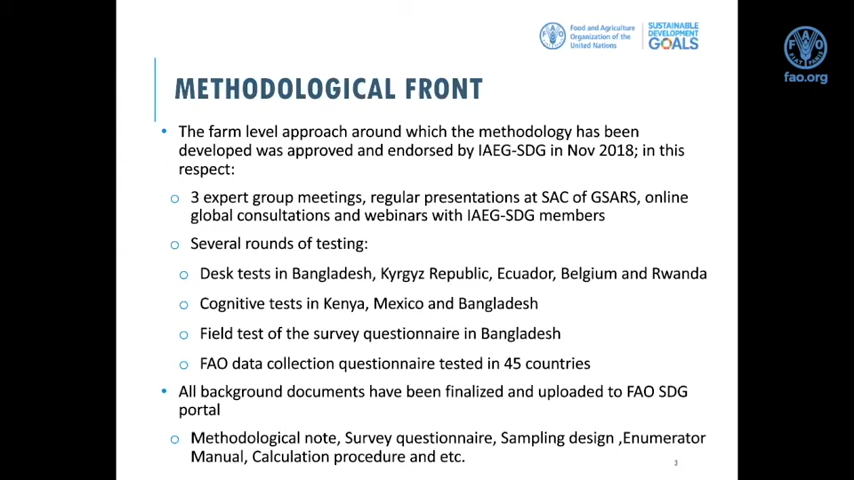 Food and Agriculture
Organization of the
United Nations
SUSTAINABLE
DEVELOPMENT
GOALS
FAO
FIAT PANIS
fao.org
METHODOLOGICAL FRONT
• The farm level approach around which the methodology has been
developed was approved and endorsed by IAEG-SDG in Nov 2018; in this
respect:
o 3 expert group meetings, regular presentations at SAC of GSARS, online
global consultations and webinars with IAEG-SDG members
o Several rounds of testing:
o Desk tests in Bangladesh, Kyrgyz Republic, Ecuador, Belgium and Rwanda
o Cognitive tests in Kenya, Mexico and Bangladesh
o Field test of the survey questionnaire in Bangladesh
o FAO data collection questionnaire tested in 45 countries
• All background documents have been finalized and uploaded to FAO SDG
portal
o Methodological note, Survey questionnaire, Sampling design ,Enumerator
Manual, Calculation procedure and etc.
3